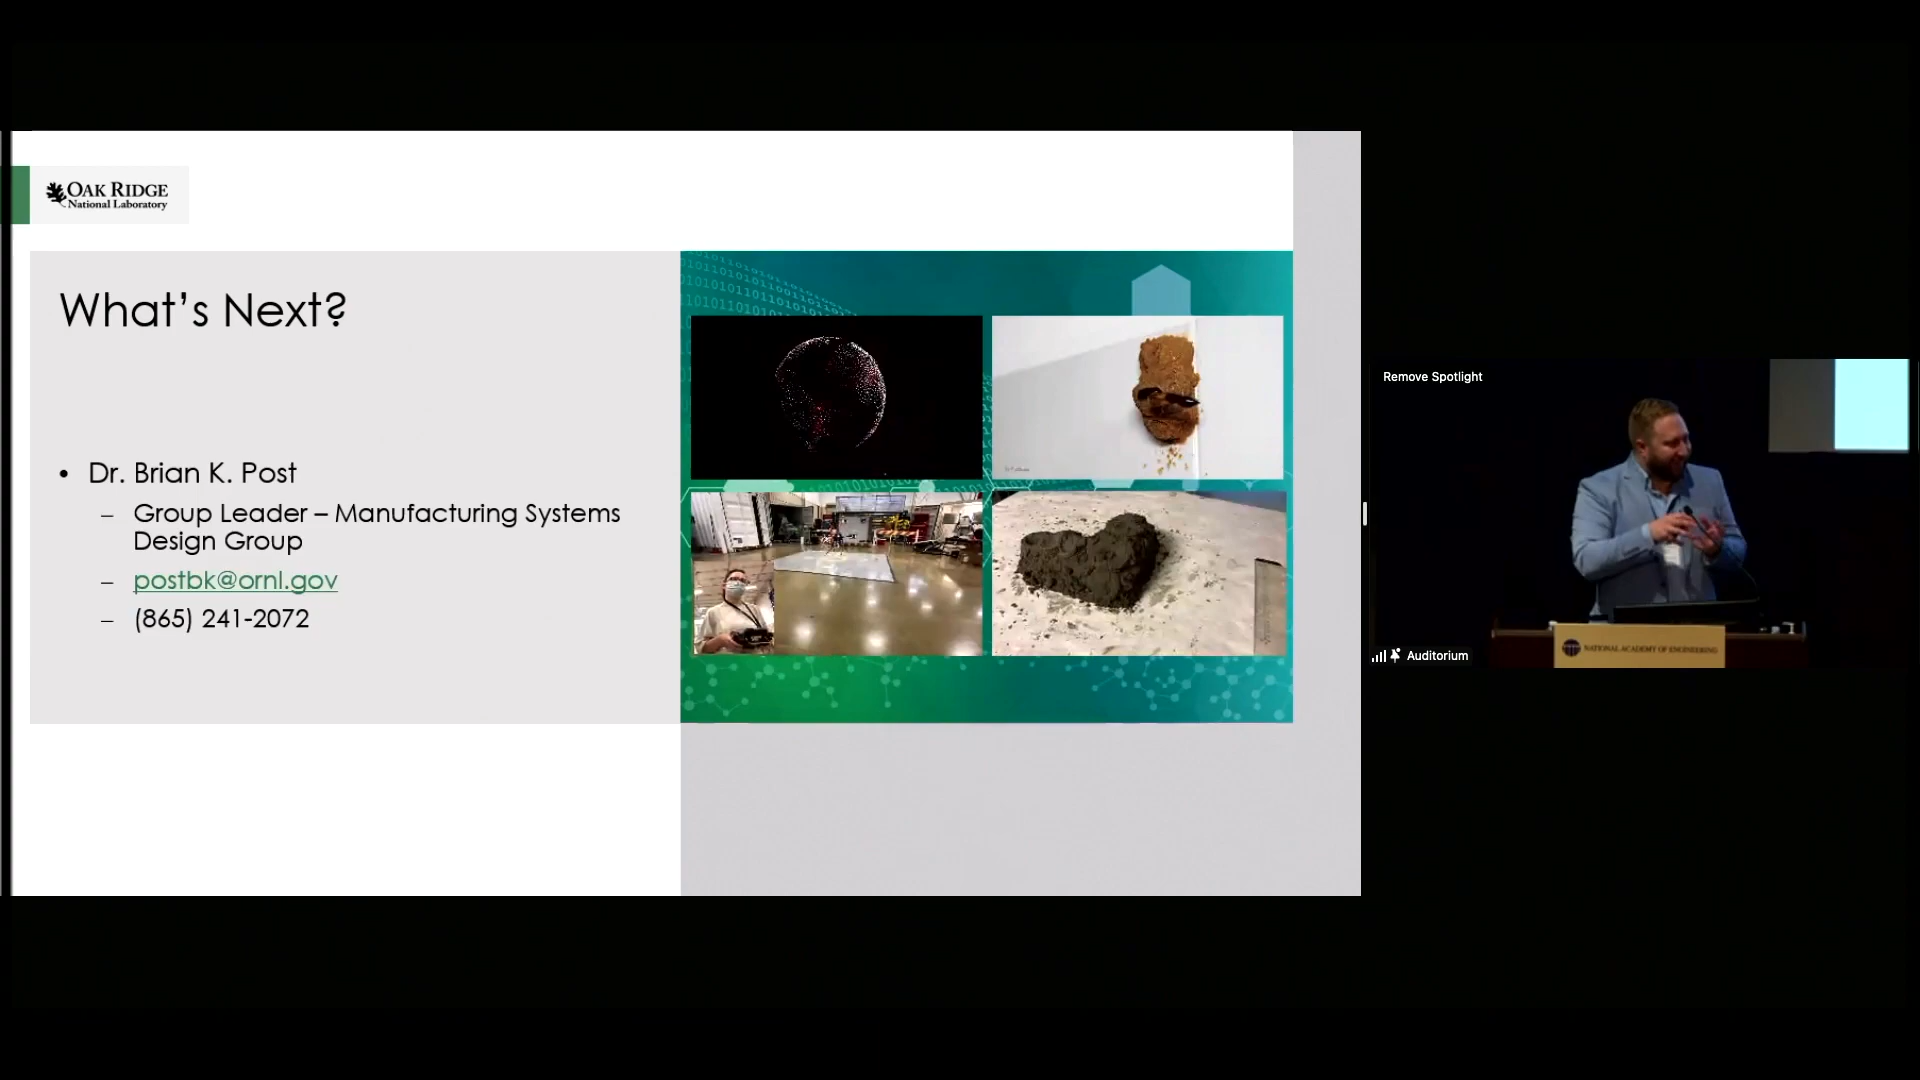 OAK RIDGE
National Laboratory
What's Next?
• Dr. Brian K. Post
– Group Leader – Manufacturing Systems
Design Group
– postbk@ornl.gov
– (865) 241-2072
Remove Spotlight
Auditorium
NATIONAL ACADEMY OF ENGINEERING